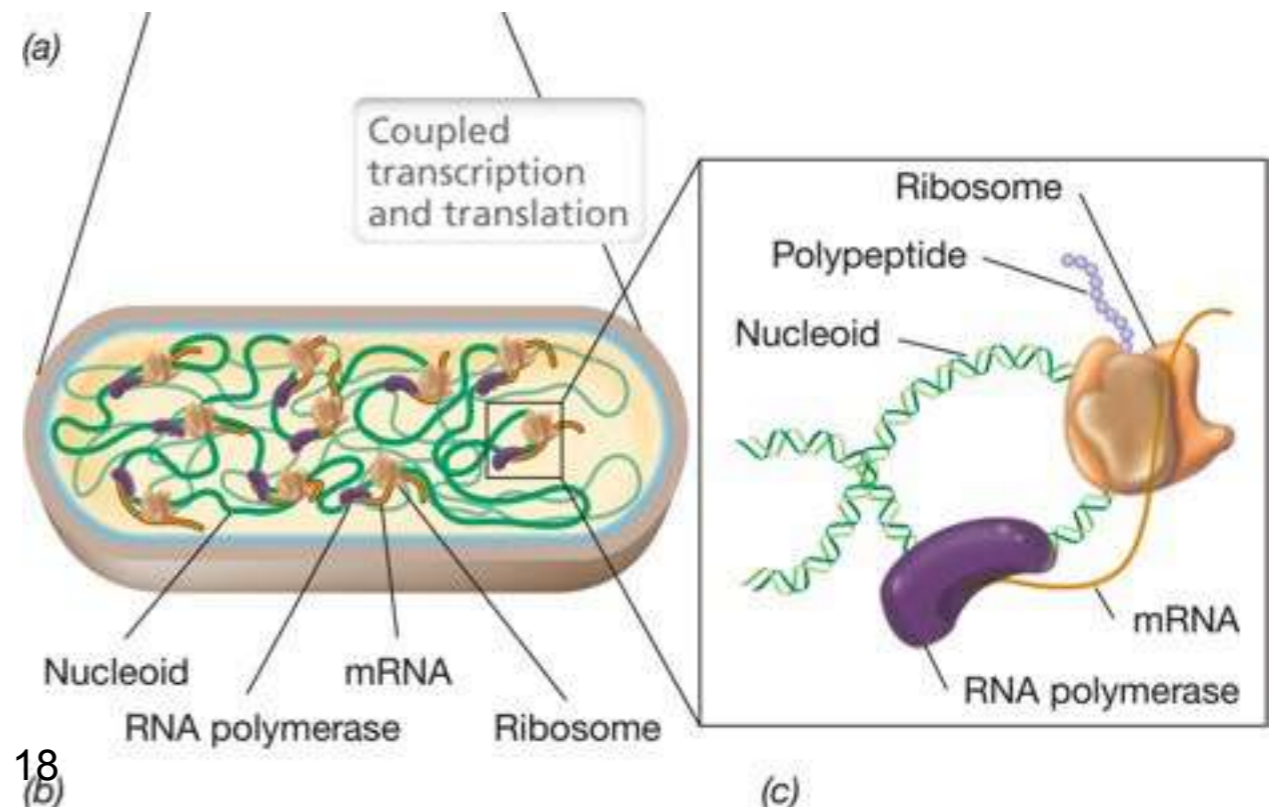 (a)
Coupled
transcription
and translation
Ribosome
Polypeptide
Nucleoid
mRNA
RNA polymerase
Nucleoid
mRNA
RNA polymerase
Ribosome
18
(b)
(c)